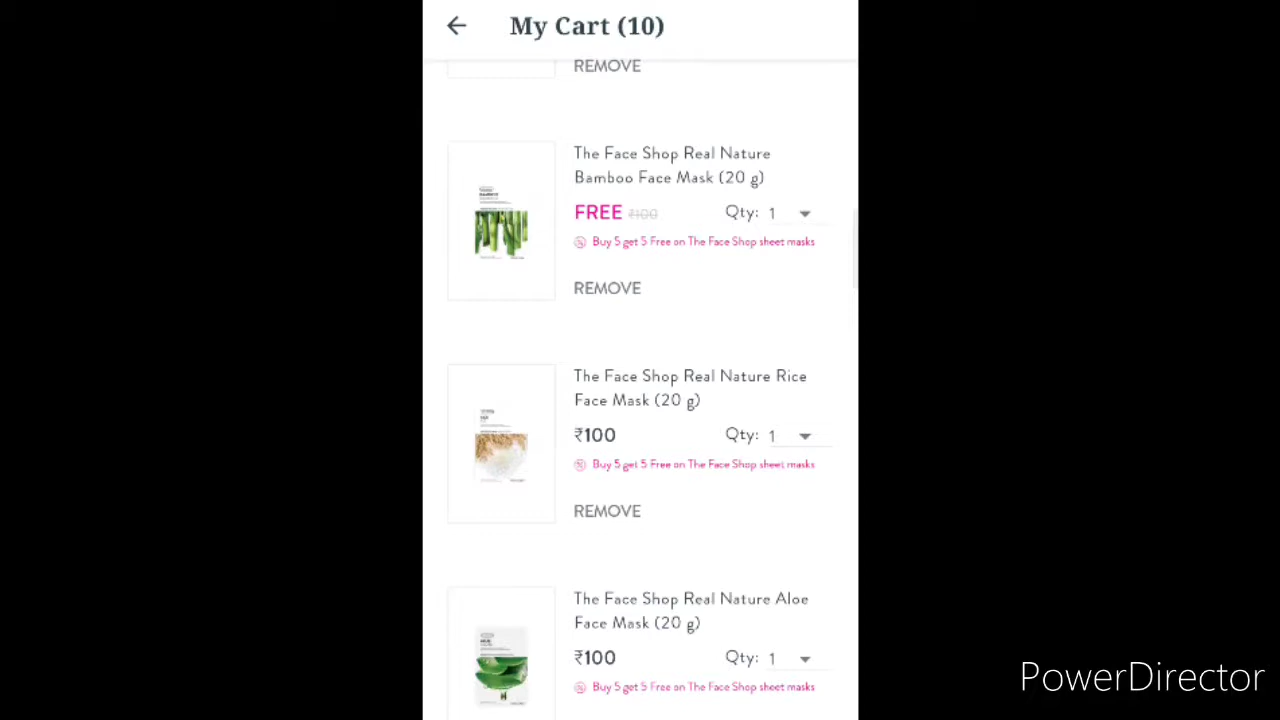 My Cart (10)
REMOVE
The Face Shop Real Nature
Bamboo Face Mask (20 g)
FREE ₹100
Qty: 1
Buy 5 get 5 Free on The Face Shop sheet masks
REMOVE
The Face Shop Real Nature Rice
Face Mask (20 g)
₹100
Qty: 1
Buy 5 get 5 Free on The Face Shop sheet masks
REMOVE
The Face Shop Real Nature Aloe
Face Mask (20 g)
₹100
Qty: 1
Buy 5 get 5 Free on The Face Shop sheet masks
PowerDirector